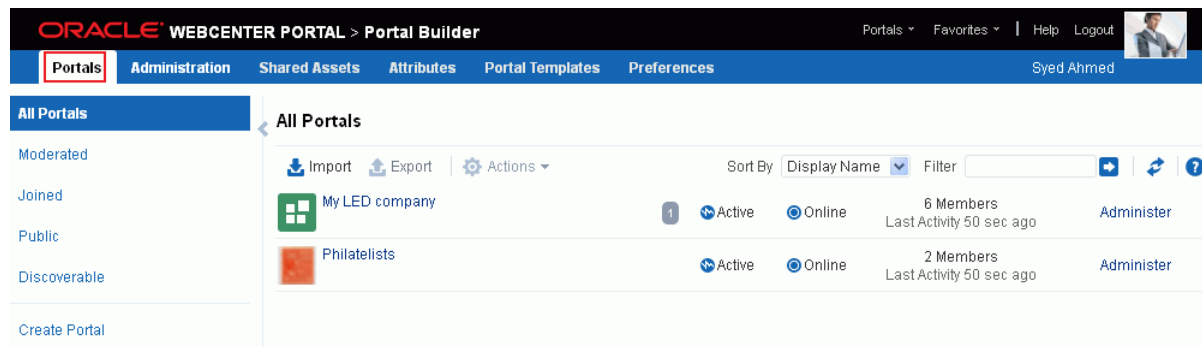 ORACLE WEBCENTER PORTAL > Portal Builder
Portals Favorites | Help Logout
Portals Administration Shared Assets Attributes Portal Templates Preferences Syed Ahmed
All Portals
Moderated
Joined
Public
Discoverable
Create Portal
All Portals
Import Export Actions Sort By Display Name Filter
My LED company 1 Active Online 6 Members Administer
Last Activity 50 sec ago
Philatelists Active Online 2 Members Administer
Last Activity 50 sec ago